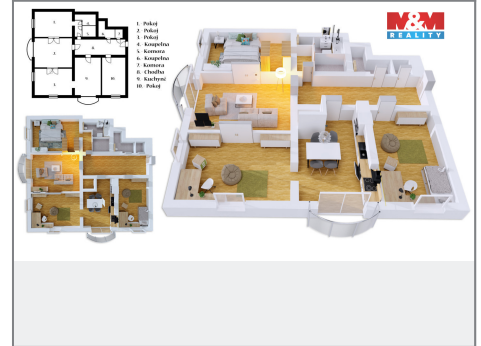 1. Pokoj
2. Pokoj
3. Pokoj
4. Koupelna
5. Komora
6. Koupelna
7. Komora
8. Chodba
9. Kuchyně
10. Pokoj
M&M
REALITY